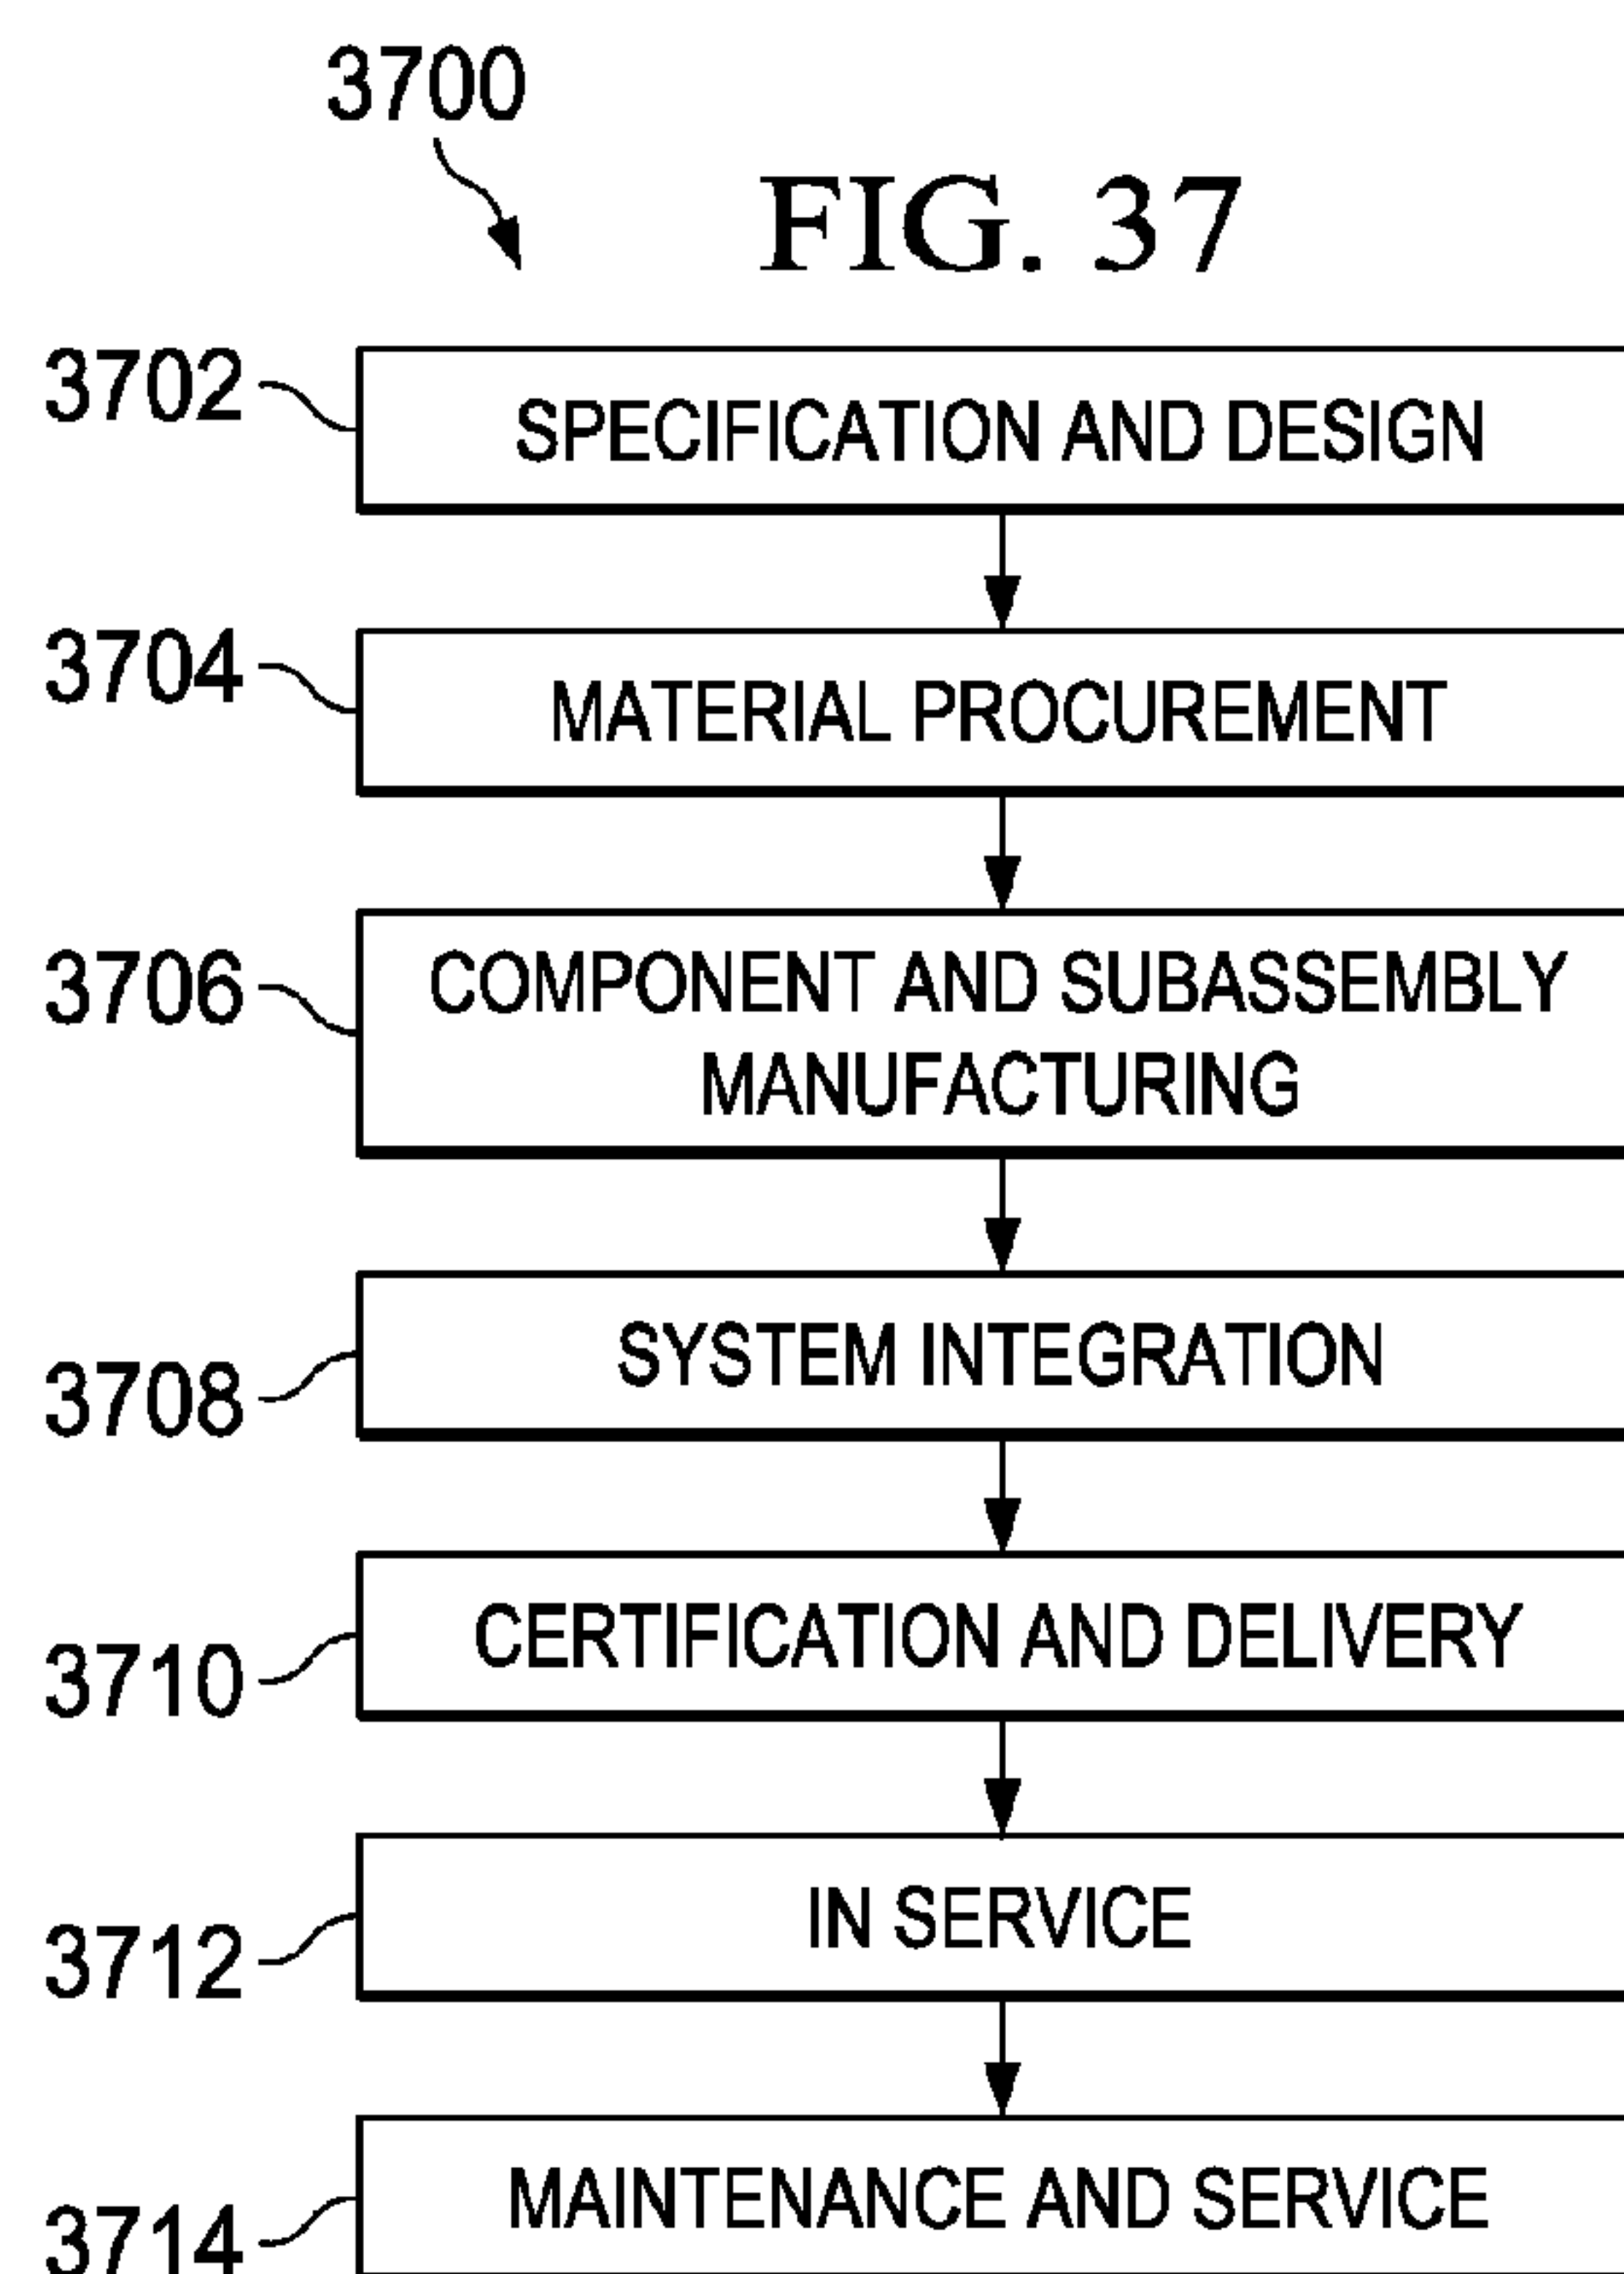 3700
FIG. 37
3702
SPECIFICATION AND DESIGN
3704
MATERIAL PROCUREMENT
3706
COMPONENT AND SUBASSEMBLY
MANUFACTURING
3708
SYSTEM INTEGRATION
3710
CERTIFICATION AND DELIVERY
3712
IN SERVICE
3714
MAINTENANCE AND SERVICE